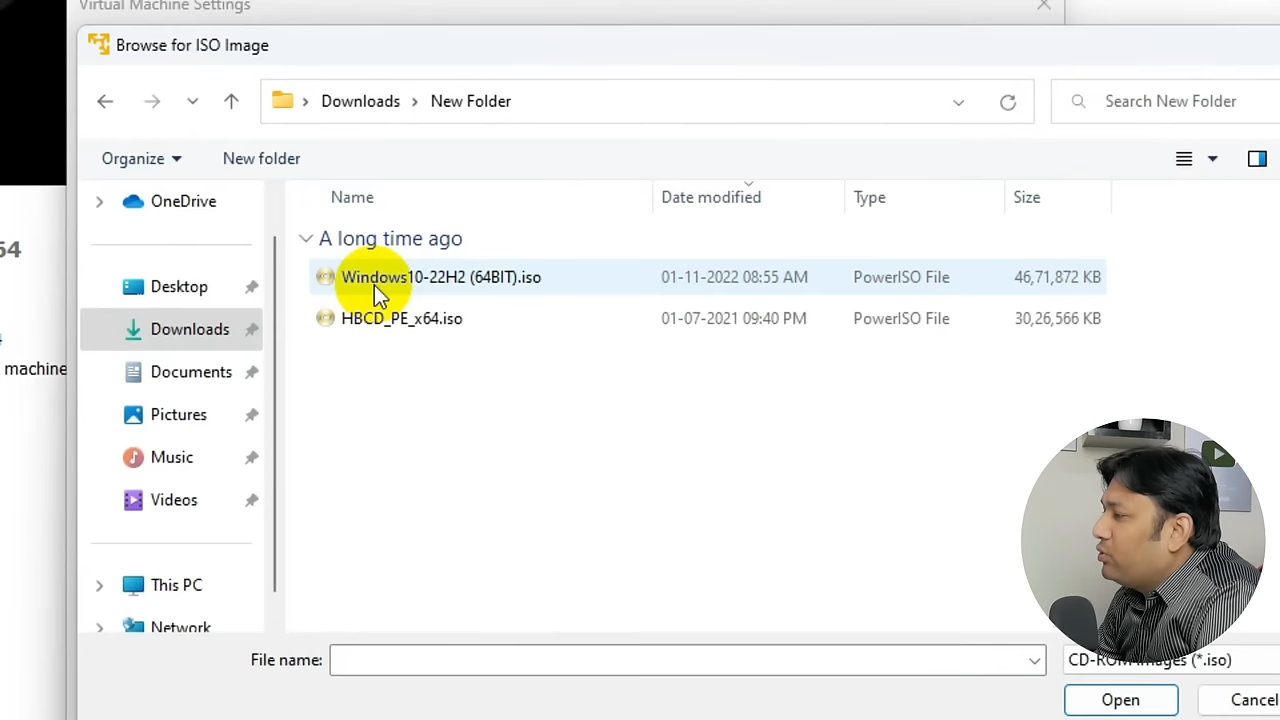 Virtual Machine Settings
Browse for ISO Image
Downloads New Folder
Search New Folder
Organize New folder
OneDrive
Desktop
Downloads
Documents
Pictures
Music
Videos
This PC
Network
Name Date modified Type Size
A long time ago
Windows10-22H2 (64BIT).iso 01-11-2022 08:55 AM PowerISO File 46,71,872 KB
HBCD_PE_x64.iso 01-07-2021 09:40 PM PowerISO File 30,26,566 KB
64
machine
File name:
CD-ROM images (*.iso)
Open Cancel